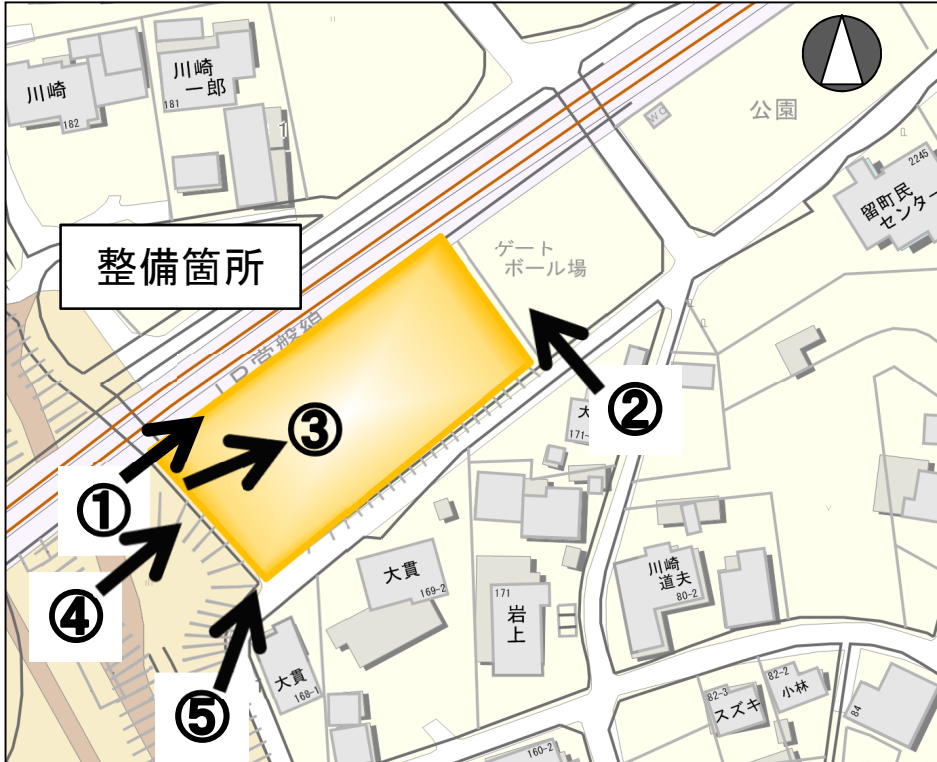 川崎
182
川崎
一郎
181
1
WC
公園
2245
留町民
センター
整備箇所
ゲート
ボール場
JR常磐線
①
②
③
④
⑤
大
171-
大貫
169-2
171
岩上
川崎
道夫
80-2
大貫
168-1
160-2
82-3
スズキ
82-2
小林
84